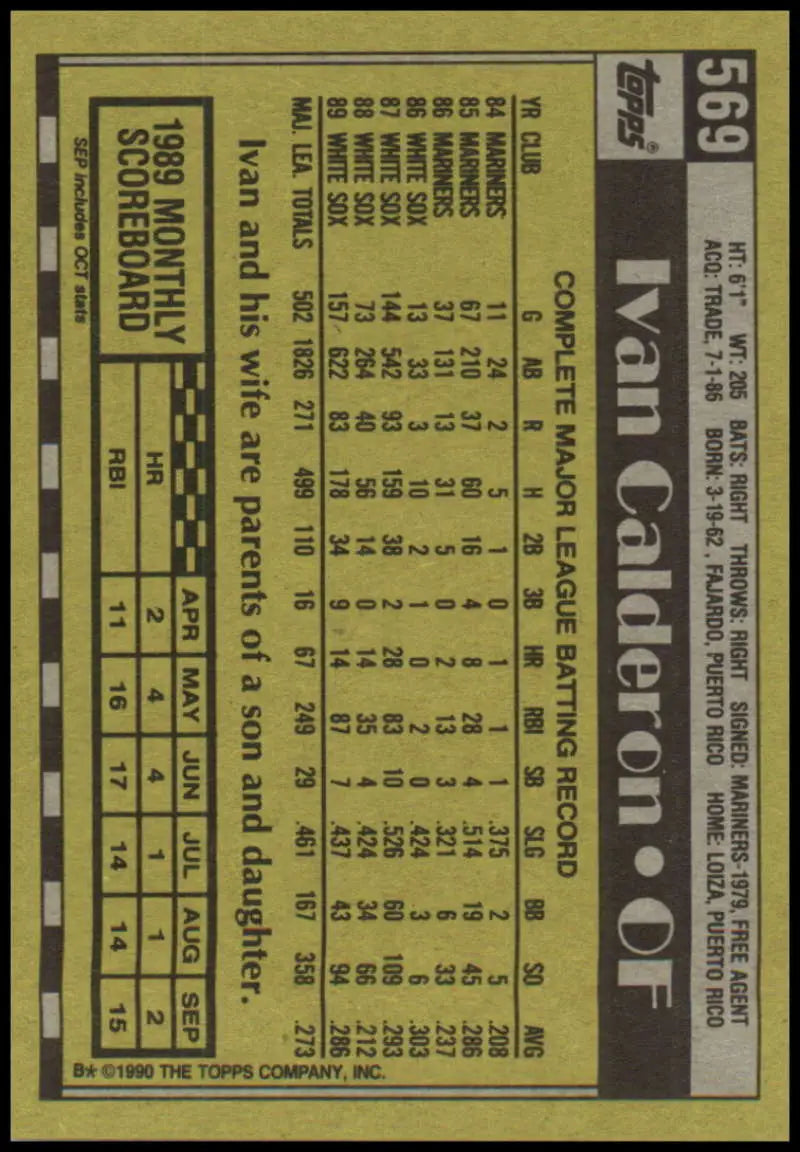 569
HT: 6'1" WT: 205 BATS: RIGHT THROWS: RIGHT SIGNED: MARINERS-1979, FREE AGENT
ACQ: TRADE, 7-1-86 BORN: 3-19-62, FAJARDO, PUERTO RICO HOME: LOIZA, PUERTO RICO
TOPPS®
Ivan Calderon • OF
COMPLETE MAJOR LEAGUE BATTING RECORD
YR CLUB G AB R H 2B 3B HR RBI SB SLG BB SO AVG
84 MARINERS 11 24 2 5 1 0 1 1 1 .375 2 5 .208
85 MARINERS 67 210 37 60 16 4 8 28 4 .514 19 45 .286
86 MARINERS 37 131 13 31 5 0 2 13 3 .321 6 33 .237
86 WHITE SOX 13 33 3 10 2 1 0 2 0 .424 3 6 .303
87 WHITE SOX 144 542 93 159 38 2 28 83 10 .526 60 109 .293
88 WHITE SOX 73 264 40 56 14 0 14 35 4 .424 34 66 .212
89 WHITE SOX 157 622 83 178 34 9 14 87 7 .437 43 94 .286
MAJ. LEA. TOTALS 502 1826 271 499 110 16 67 249 29 .461 167 358 .273
Ivan and his wife are parents of a son and daughter.
1989 MONTHLY
SCOREBOARD
APR MAY JUN JUL AUG SEP
HR 2 4 4 1 1 2
RBI 11 16 17 14 14 15
SEP includes OCT stats
B* ©1990 THE TOPPS COMPANY, INC.